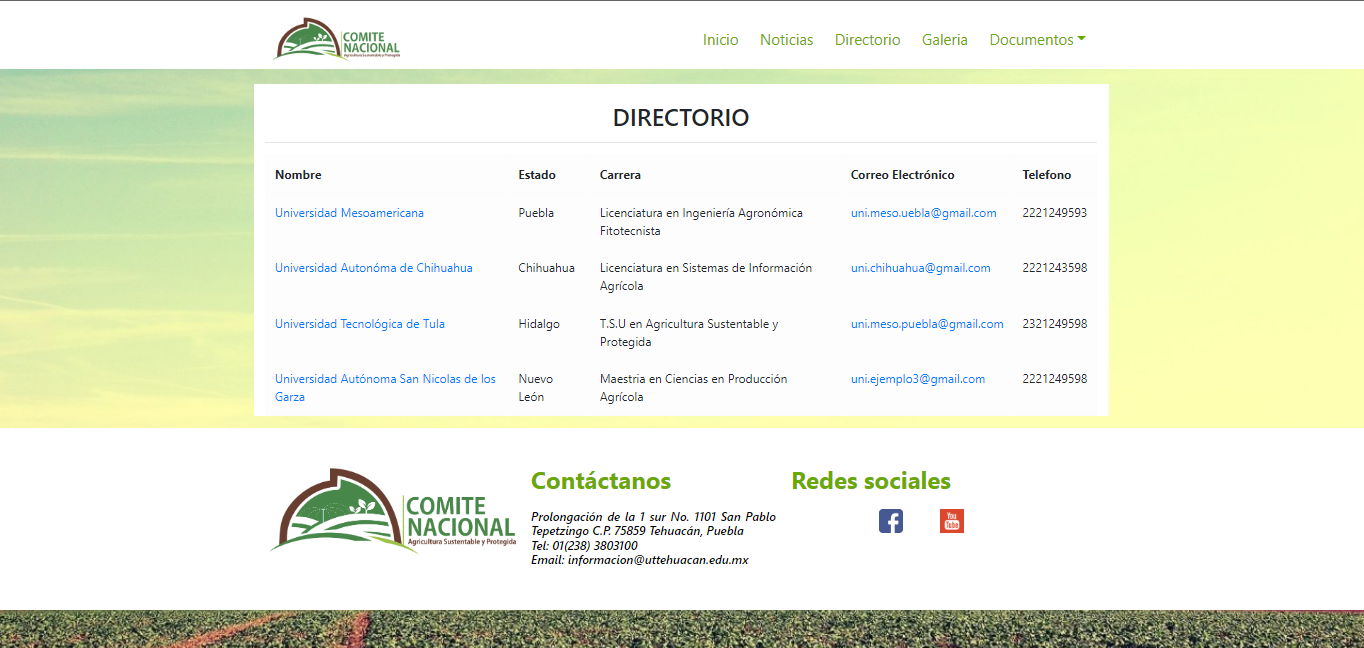 COMITE
NACIONAL
Agricultura Sustentable y Protegida
Inicio Noticias Directorio Galeria Documentos
DIRECTORIO
Nombre Estado Carrera Correo Electrónico Telefono
Universidad Mesoamericana Puebla Licenciatura en Ingeniería Agronómica uni.meso.uebla@gmail.com 2221249593
Fitotecnista
Universidad Autonóma de Chihuahua Chihuahua Licenciatura en Sistemas de Información uni.chihuahua@gmail.com 2221243598
Agrícola
Universidad Tecnológica de Tula Hidalgo T.S.U en Agricultura Sustentable y uni.meso.puebla@gmail.com 2321249598
Protegida
Universidad Autónoma San Nicolas de los Nuevo Maestria en Ciencias en Producción uni.ejemplo3@gmail.com 2221249598
Garza León Agrícola
COMITE
NACIONAL
Agricultura Sustentable y Protegida
Contáctanos
Prolongación de la 1 sur No. 1101 San Pablo
Tepetzingo C.P. 75859 Tehuacán, Puebla
Tel: 01(238) 3803100
Email: informacion@uttehuacan.edu.mx
Redes sociales
You
Tube